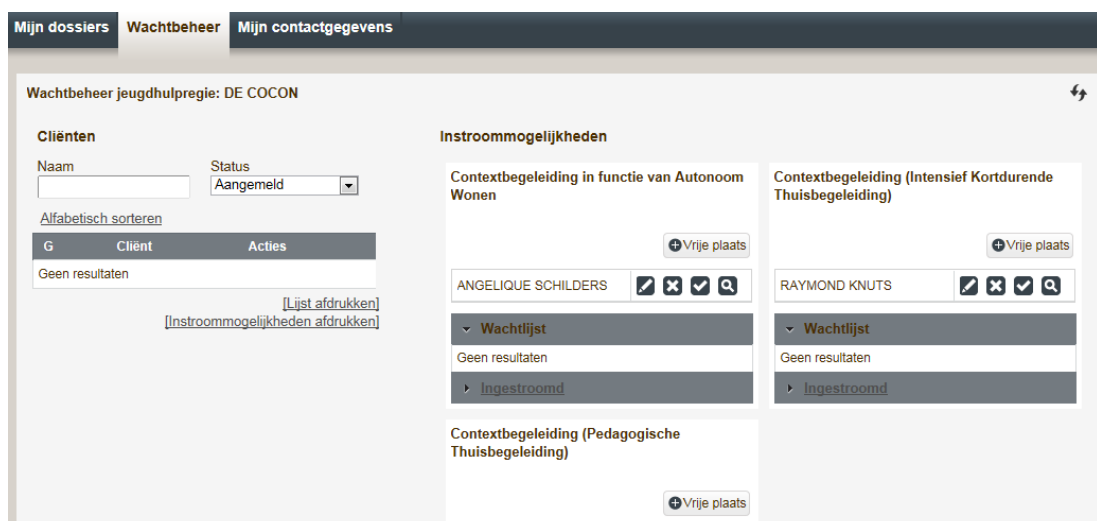 Mijn dossiers Wachtbeheer Mijn contactgegevens
Wachtbeheer jeugdhulpregie: DE COCON
Cliënten
Naam Status
Aangemeld
Alfabetisch sorteren
G Cliënt Acties
Geen resultaten
[Lijst afdrukken]
[Instroommogelijkheden afdrukken]
Instroommogelijkheden
Contextbegeleiding in functie van Autonoom
Wonen
Vrije plaats
ANGELIQUE SCHILDERS
Wachtlijst
Geen resultaten
Ingestroomd
Contextbegeleiding (Intensief Kortdurende
Thuisbegeleiding)
Vrije plaats
RAYMOND KNUTS
Wachtlijst
Geen resultaten
Ingestroomd
Contextbegeleiding (Pedagogische
Thuisbegeleiding)
Vrije plaats